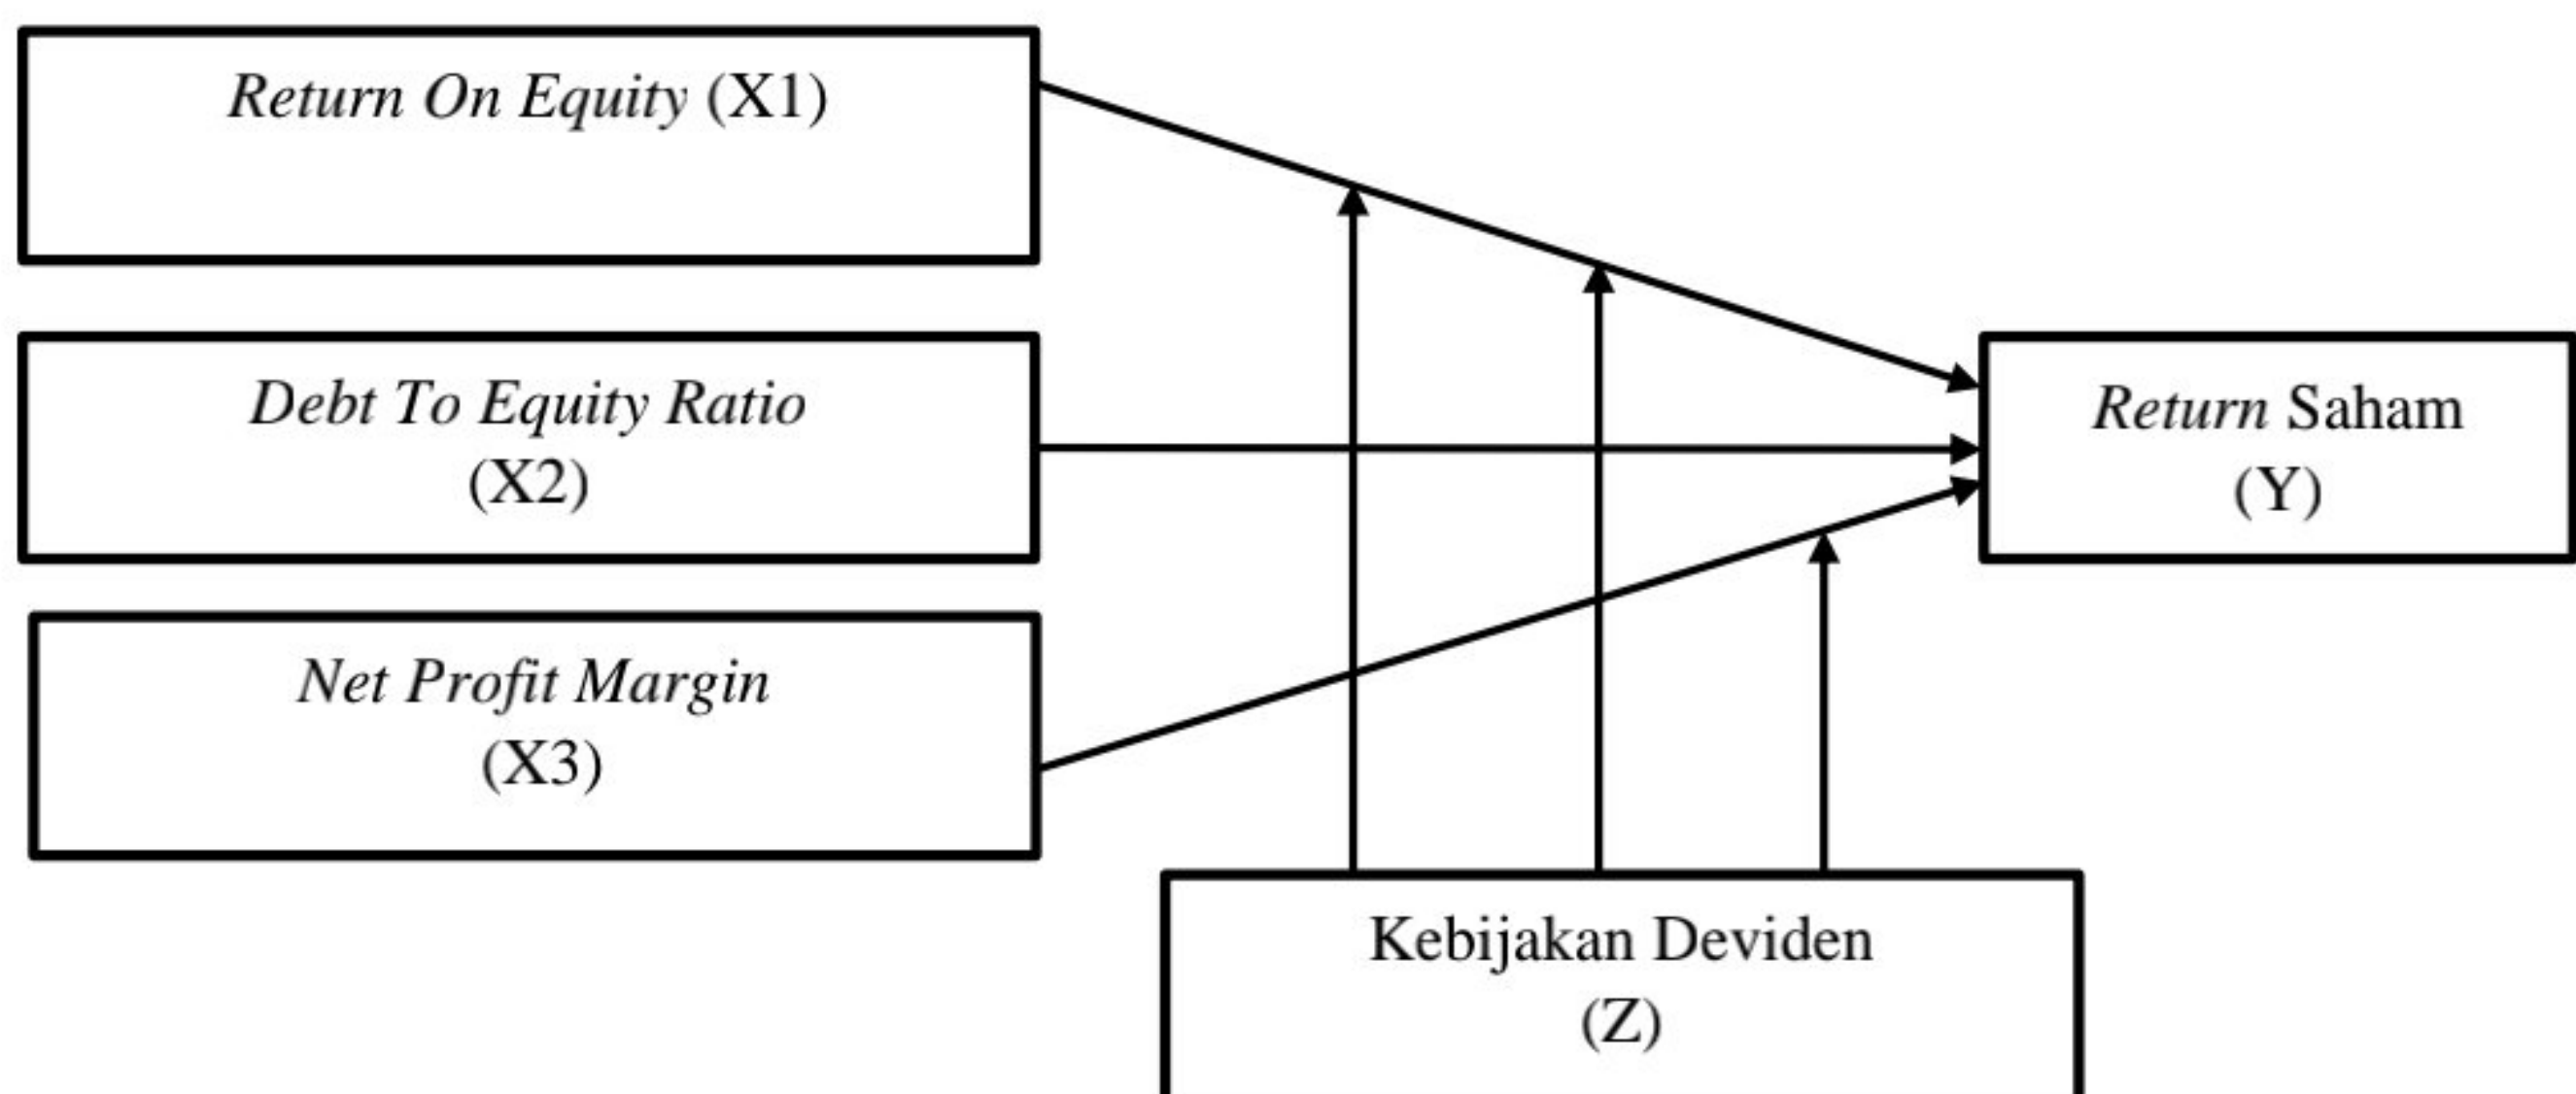 Return On Equity (X1)
Debt To Equity Ratio
(X2)
Return Saham
(Y)
Net Profit Margin
(X3)
Kebijakan Deviden
(Z)